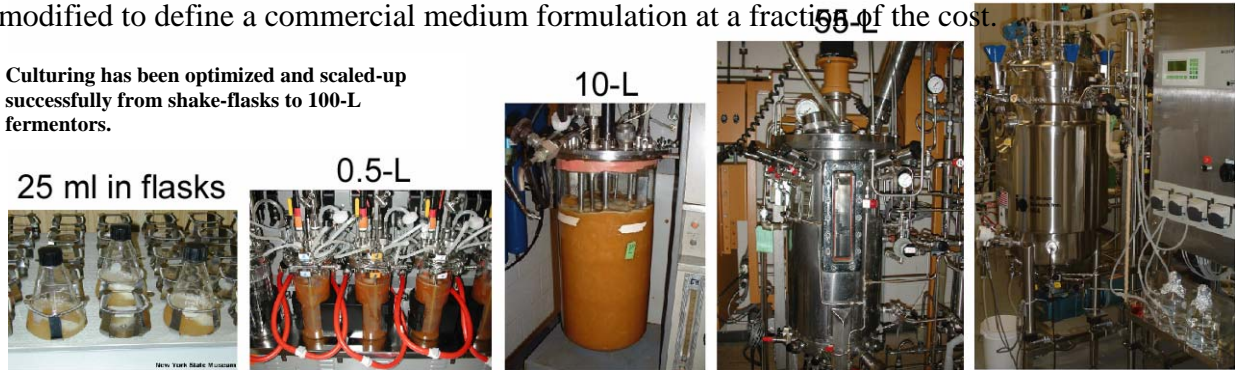 modified to define a commercial medium formulation at a fraction of the cost.
55-L
Culturing has been optimized and scaled-up
successfully from shake-flasks to 100-L
fermentors.
10-L
0.5-L
25 ml in flasks
New York State Museum